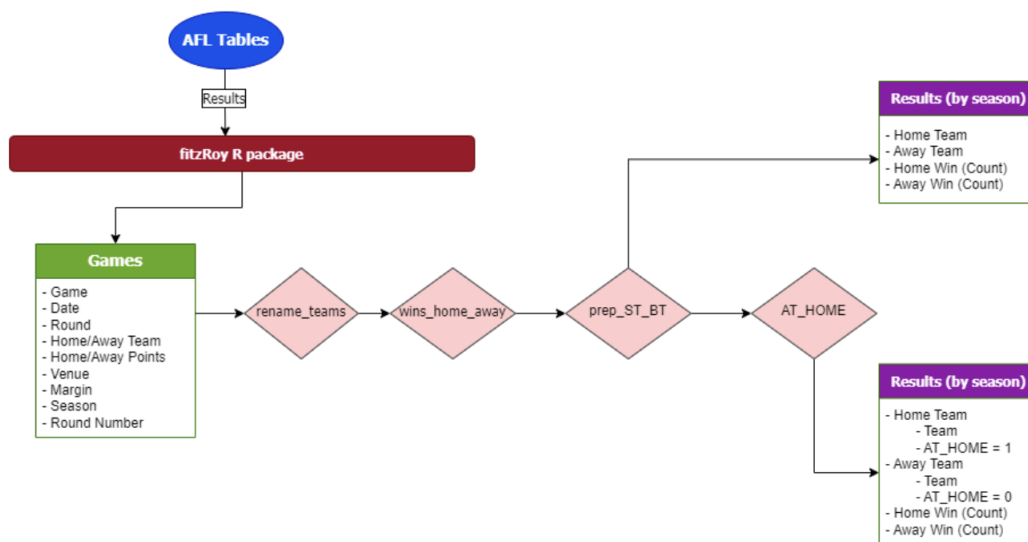 AFL Tables
Results
fitzRoy R package
Games
- Game
- Date
- Round
- Home/Away Team
- Home/Away Points
- Venue
- Margin
- Season
- Round Number
rename_teams
wins_home_away
prep_ST_BT
AT_HOME
Results (by season)
- Home Team
- Away Team
- Home Win (Count)
- Away Win (Count)
Results (by season)
- Home Team
- Team
- AT_HOME = 1
- Away Team
- Team
- AT_HOME = 0
- Home Win (Count)
- Away Win (Count)